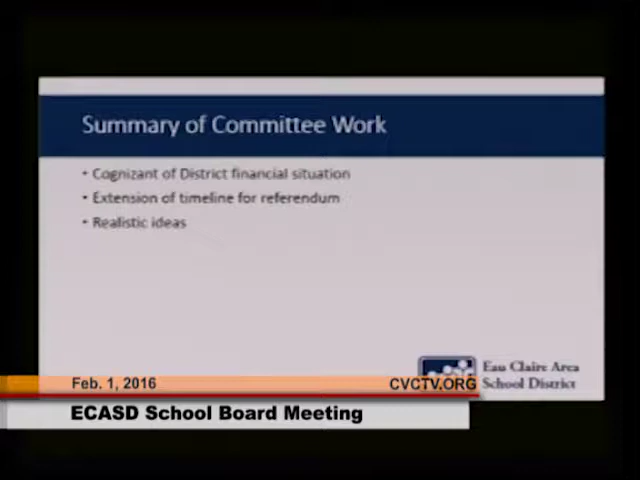 Summary of Committee Work
• Cognizant of District financial situation
• Extension of timeline for referendum
• Realistic ideas
Eau Claire Area
School District
Feb. 1, 2016
CVCTV.ORG
ECASD School Board Meeting